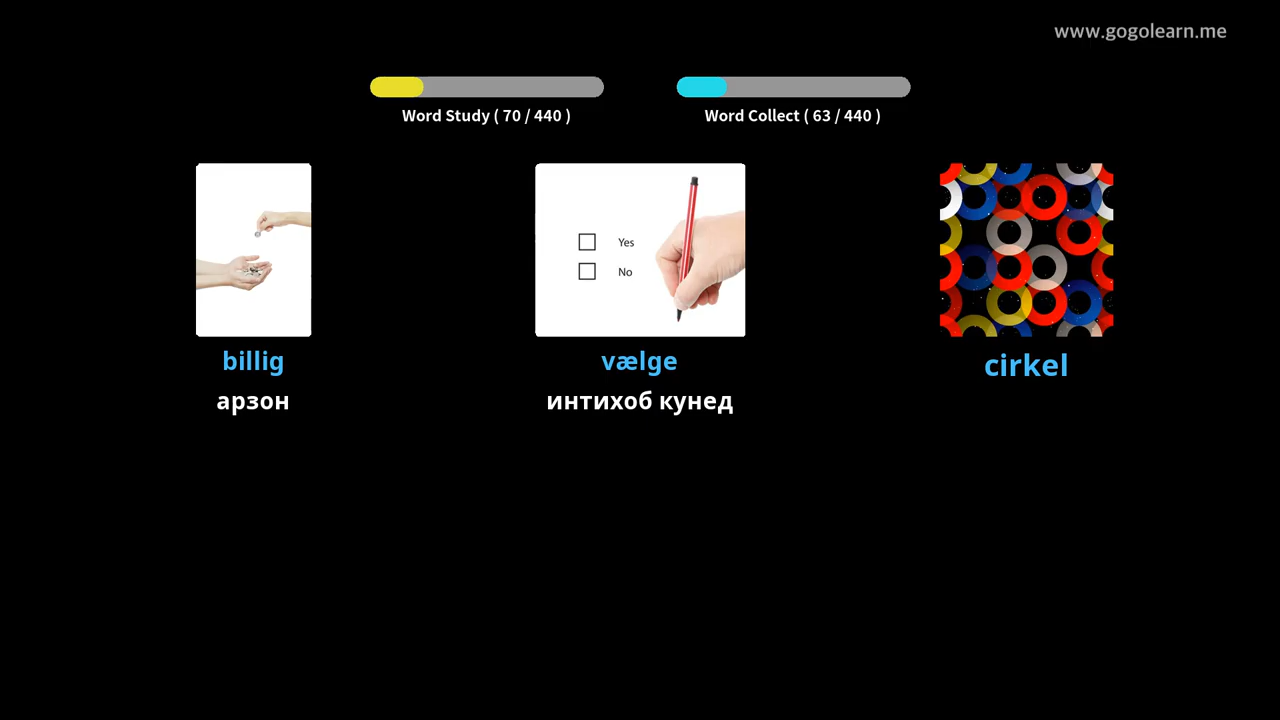 www.gogolearn.me
Word Study ( 70 / 440 )
Word Collect ( 63 / 440 )
Yes
No
billig
арзон
vælge
интихоб кунед
cirkel